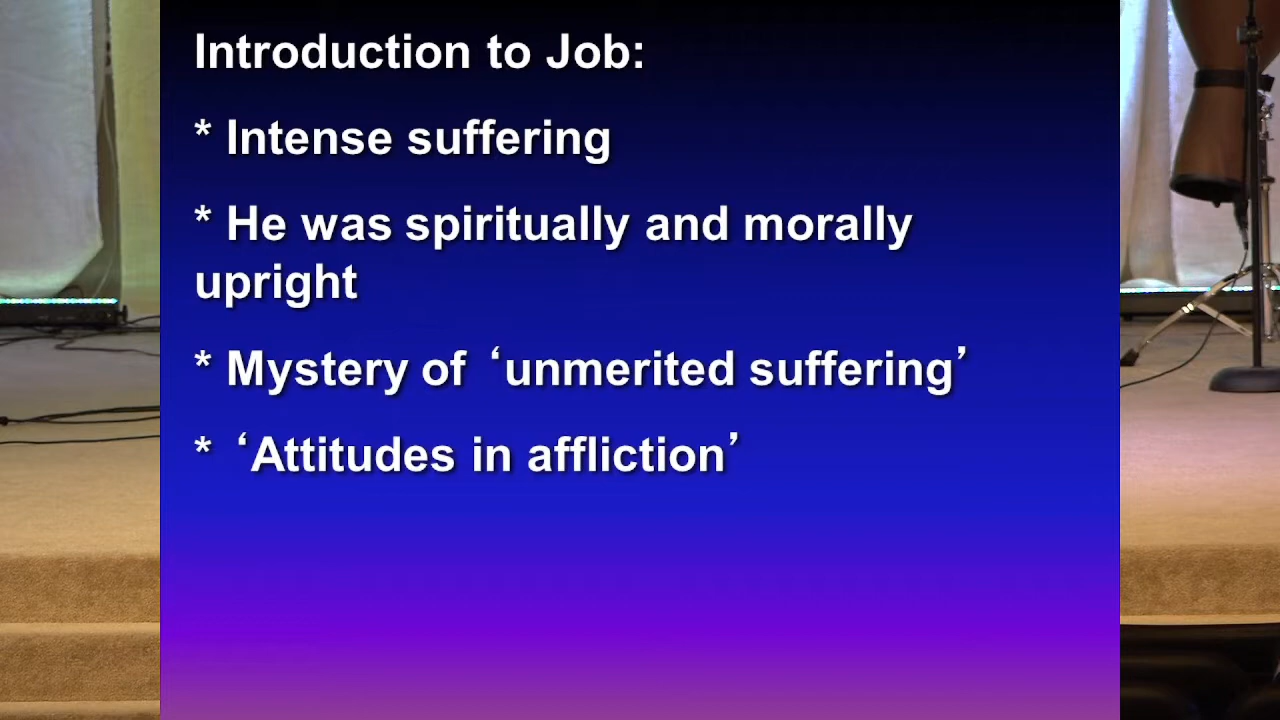 Introduction to Job:
* Intense suffering
* He was spiritually and morally
upright
* Mystery of ‘unmerited suffering’
* ‘Attitudes in affliction’